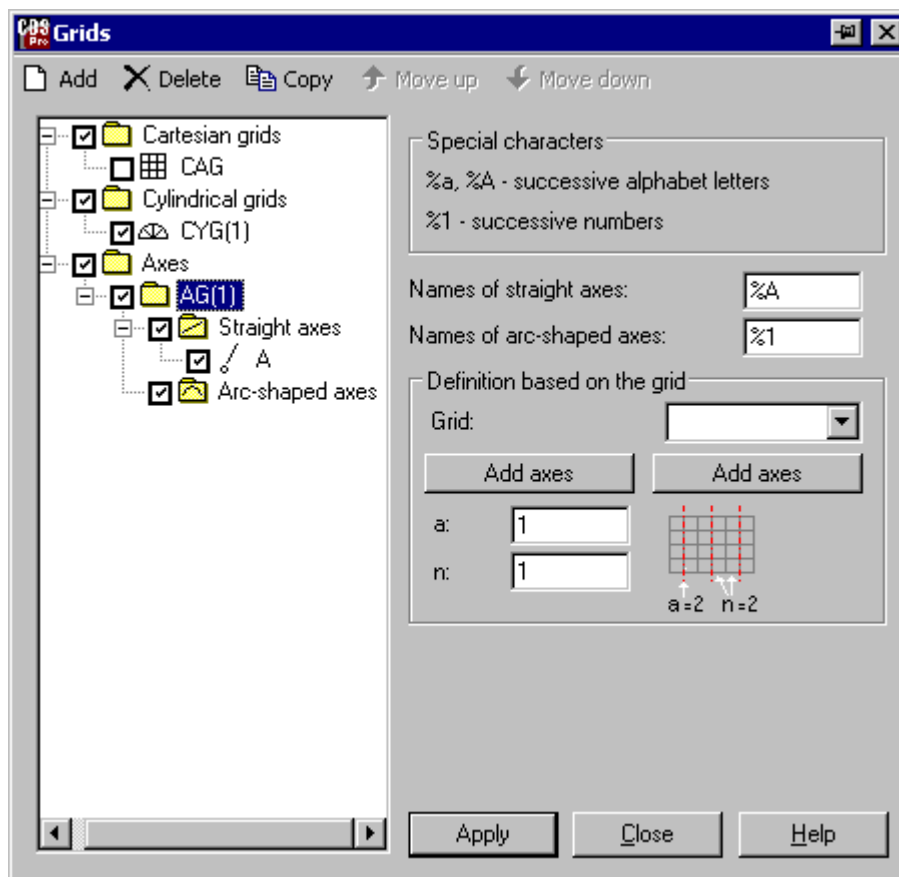 CBS Pro Grids
Add Delete Copy Move up Move down
Cartesian grids
CAG
Cylindrical grids
CYG(1)
Axes
AG(1)
Straight axes
A
Arc-shaped axes
Special characters
%a, %A - successive alphabet letters
%1 - successive numbers
Names of straight axes: %A
Names of arc-shaped axes: %1
Definition based on the grid
Grid:
Add axes Add axes
a: 1
n: 1
a=2 n=2
Apply Close Help